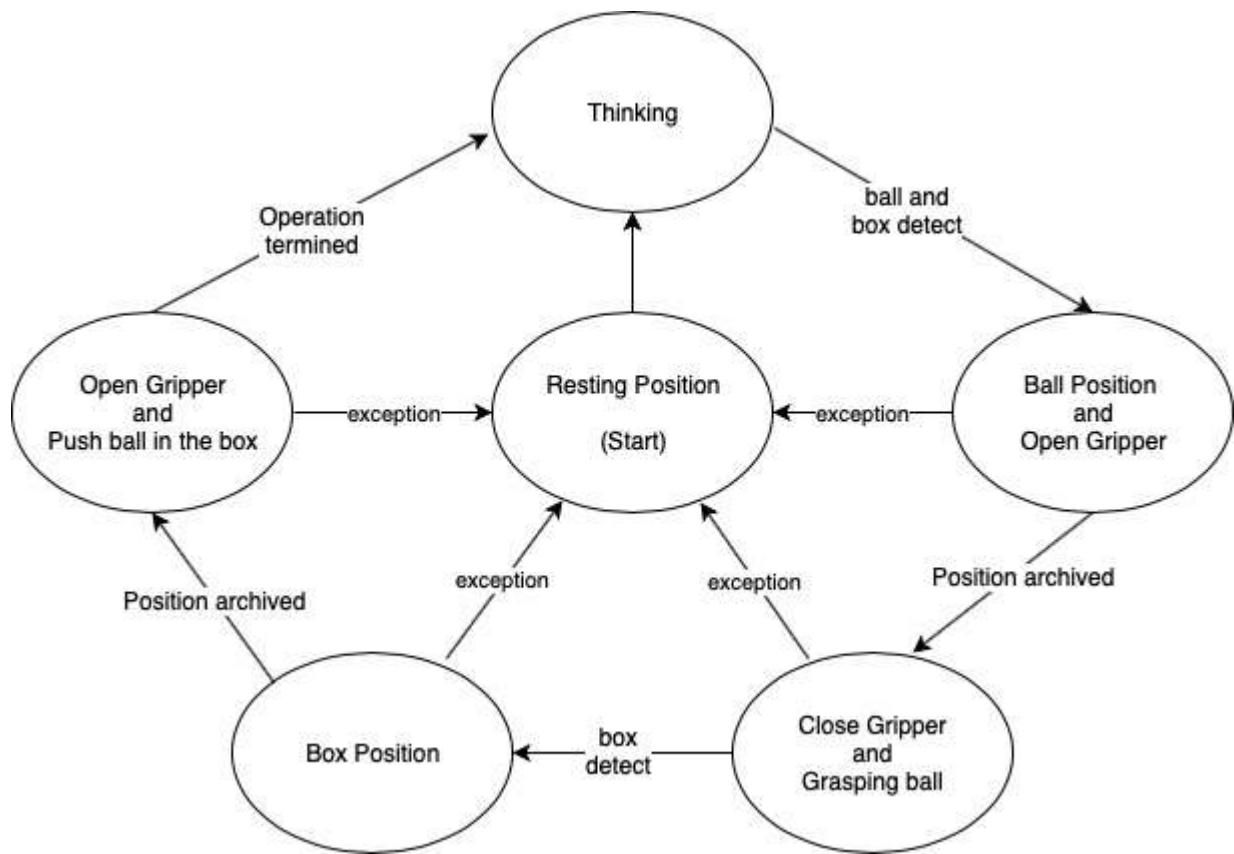 Thinking
ball and
box detect
Operation
termined
Open Gripper
and
Push ball in the box
exception
Resting Position
(Start)
exception
Ball Position
and
Open Gripper
Position archived
exception
exception
Position archived
Box Position
box
detect
Close Gripper
and
Grasping ball